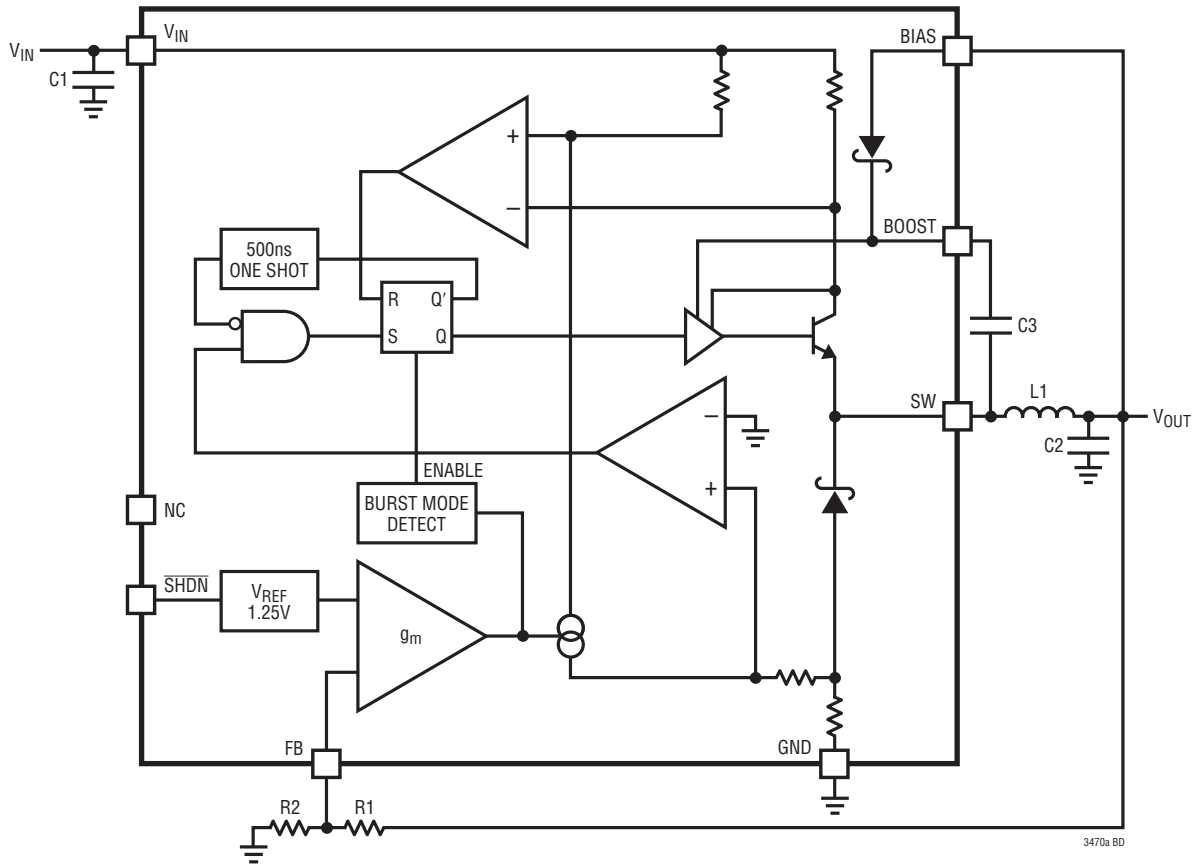 VIN
VIN
C1
BIAS
+
−
BOOST
500ns
ONE SHOT
R
Q′
S
Q
C3
SW
L1
VOUT
C2
−
+
ENABLE
BURST MODE
DETECT
NC
SHDN
VREF
1.25V
gm
FB
GND
R2
R1
3470a BD